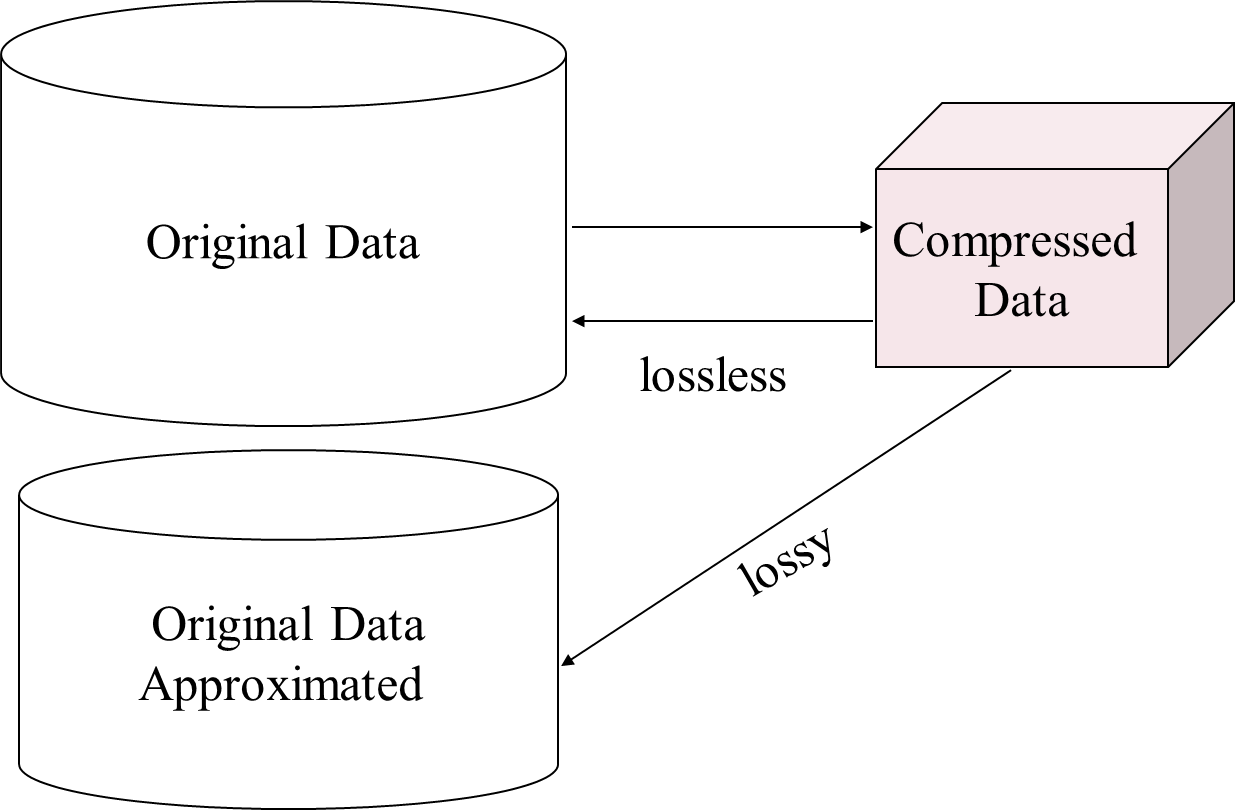 Original Data
Compressed
Data
lossless
lossy
Original Data
Approximated